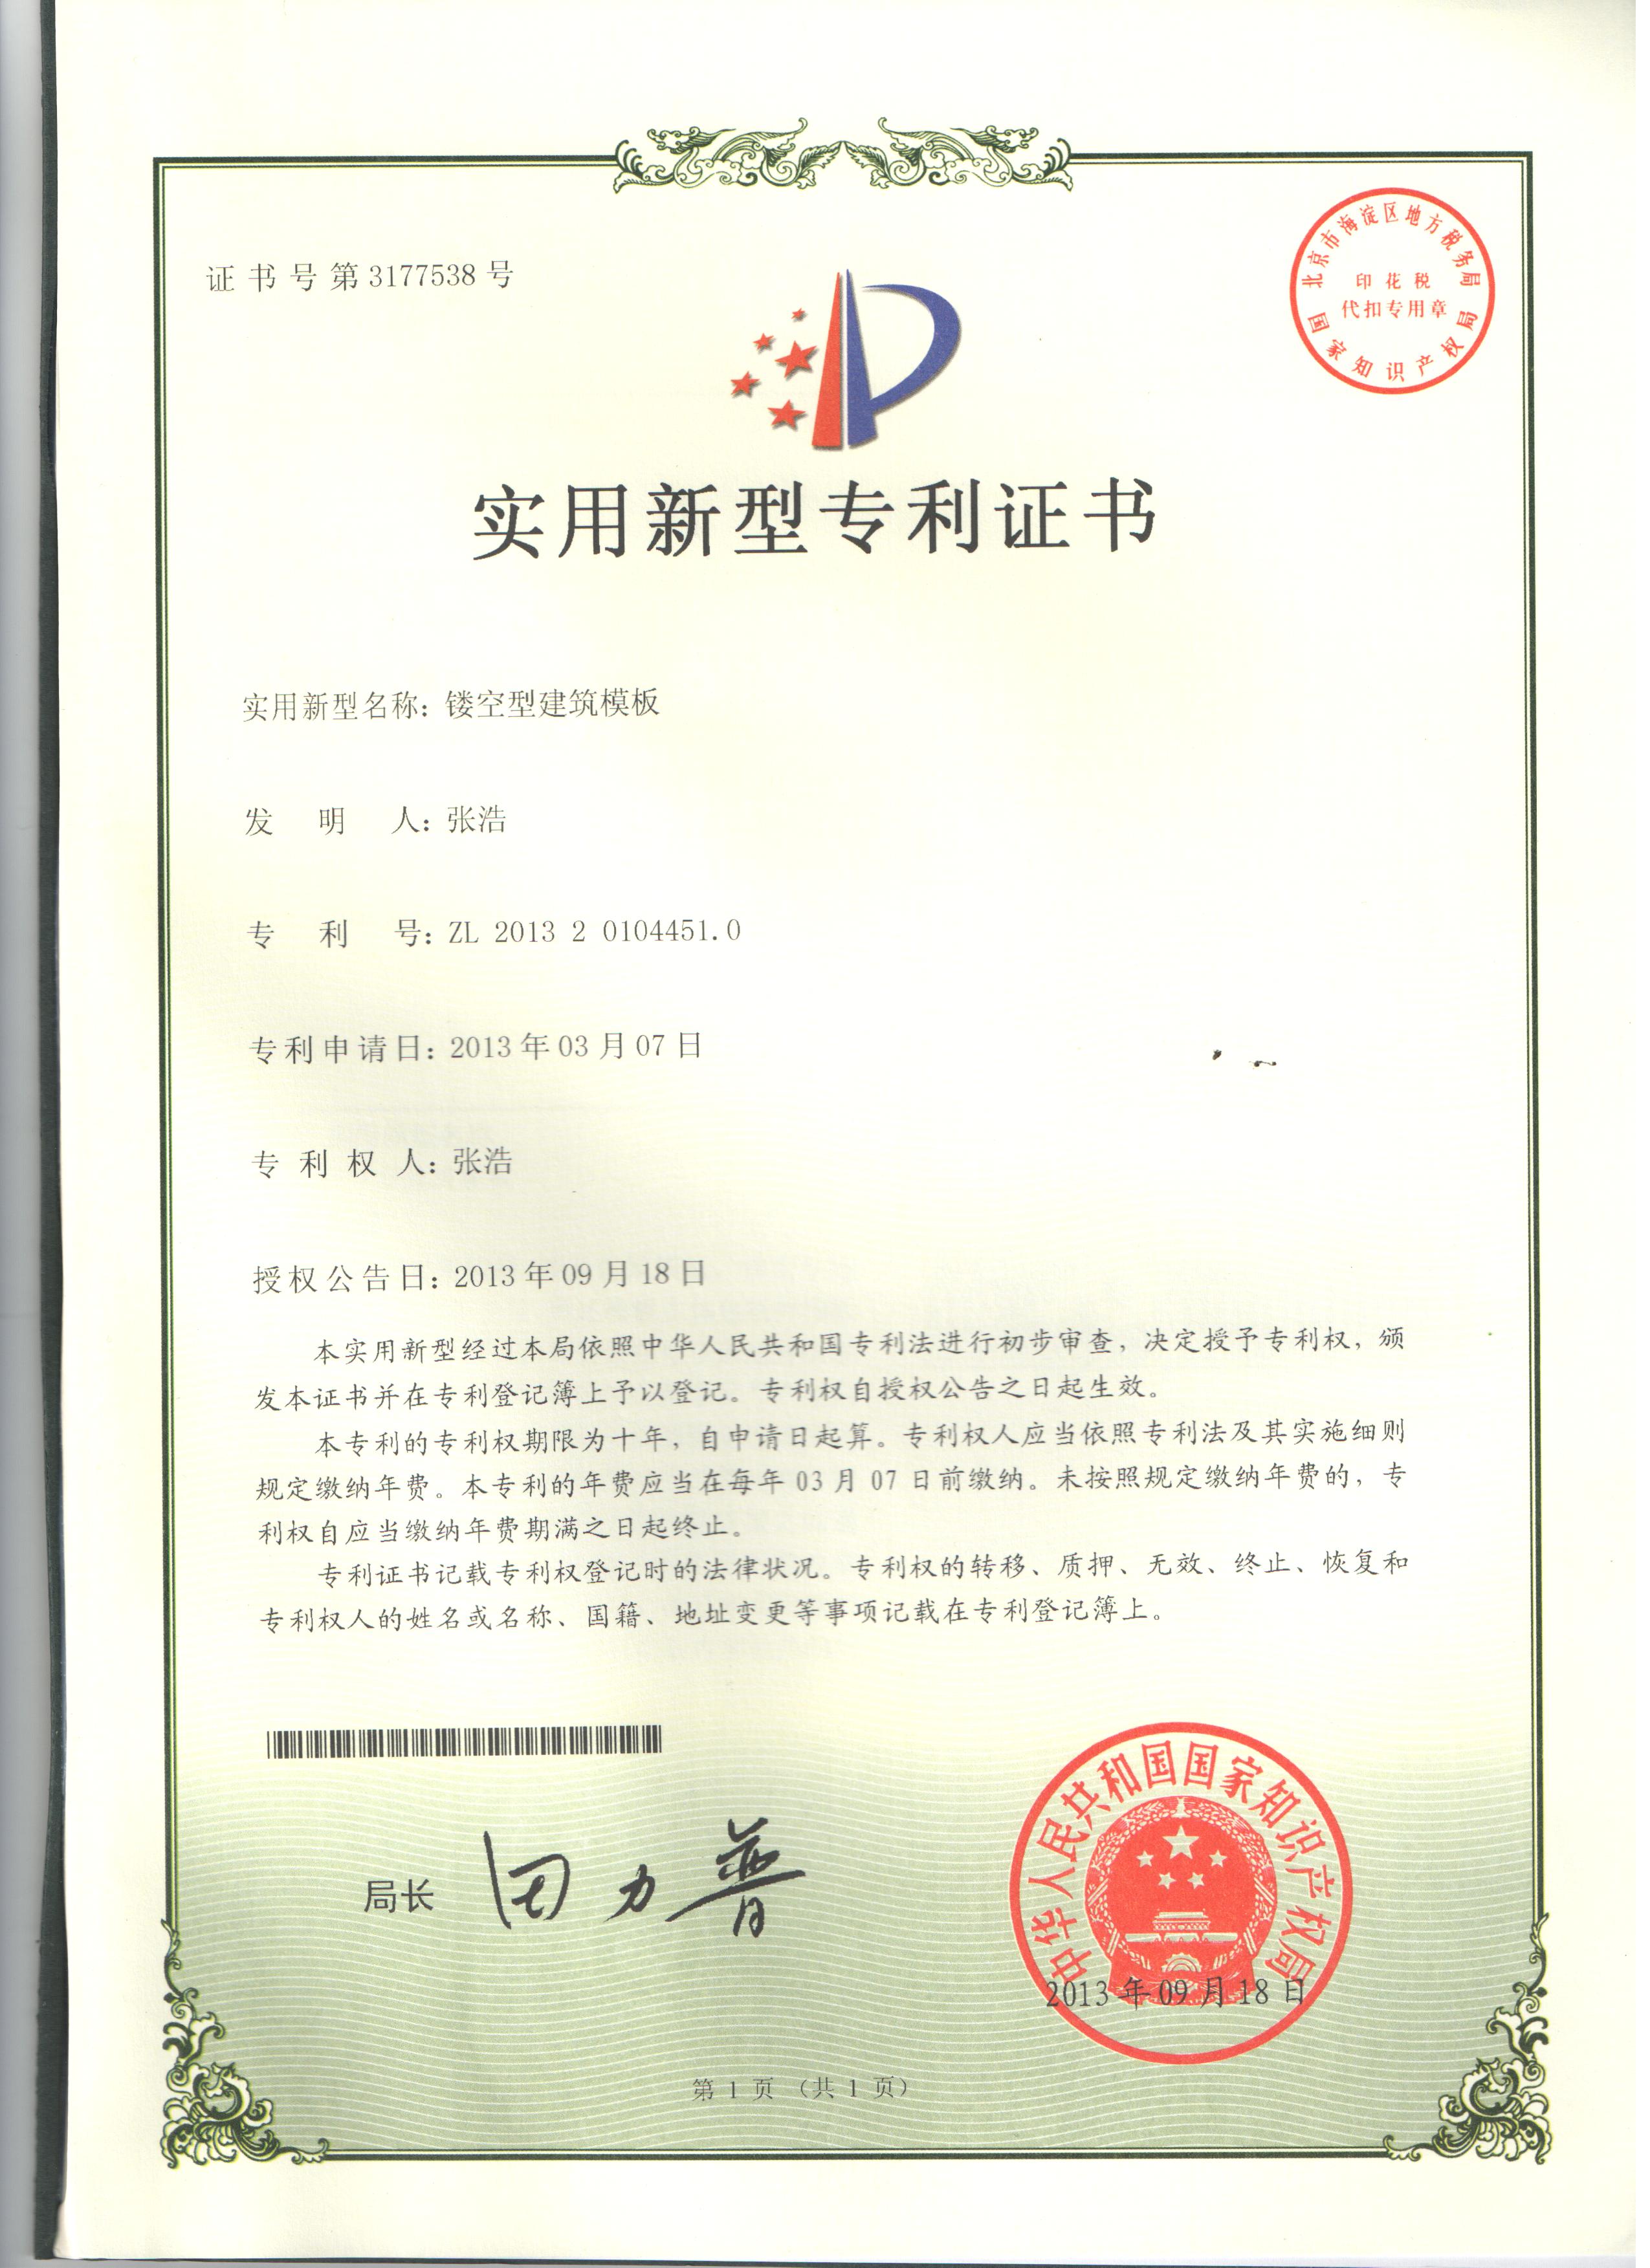 证书号第3177538号
北京市海淀区地方税务局
印花税
代扣专用章
国家知识产权局
实用新型专利证书
实用新型名称：镂空型建筑模板
发明人：张浩
专利号：ZL 2013 2 0104451.0
专利申请日：2013年03月07日
专利权人：张浩
授权公告日：2013年09月18日
本实用新型经过本局依照中华人民共和国专利法进行初步审查，决定授予专利权，颁
发本证书并在专利登记簿上予以登记。专利权自授权公告之日起生效。
本专利的专利权期限为十年，自申请日起算。专利权人应当依照专利法及其实施细则
规定缴纳年费。本专利的年费应当在每年03月07日前缴纳。未按照规定缴纳年费的，专
利权自应当缴纳年费期满之日起终止。
专利证书记载专利权登记时的法律状况。专利权的转移、质押、无效、终止、恢复和
专利权人的姓名或名称、国籍、地址变更等事项记载在专利登记簿上。
局长 田力普
中华人民共和国国家知识产权局
2013年09月18日
第 1 页 （共 1 页）